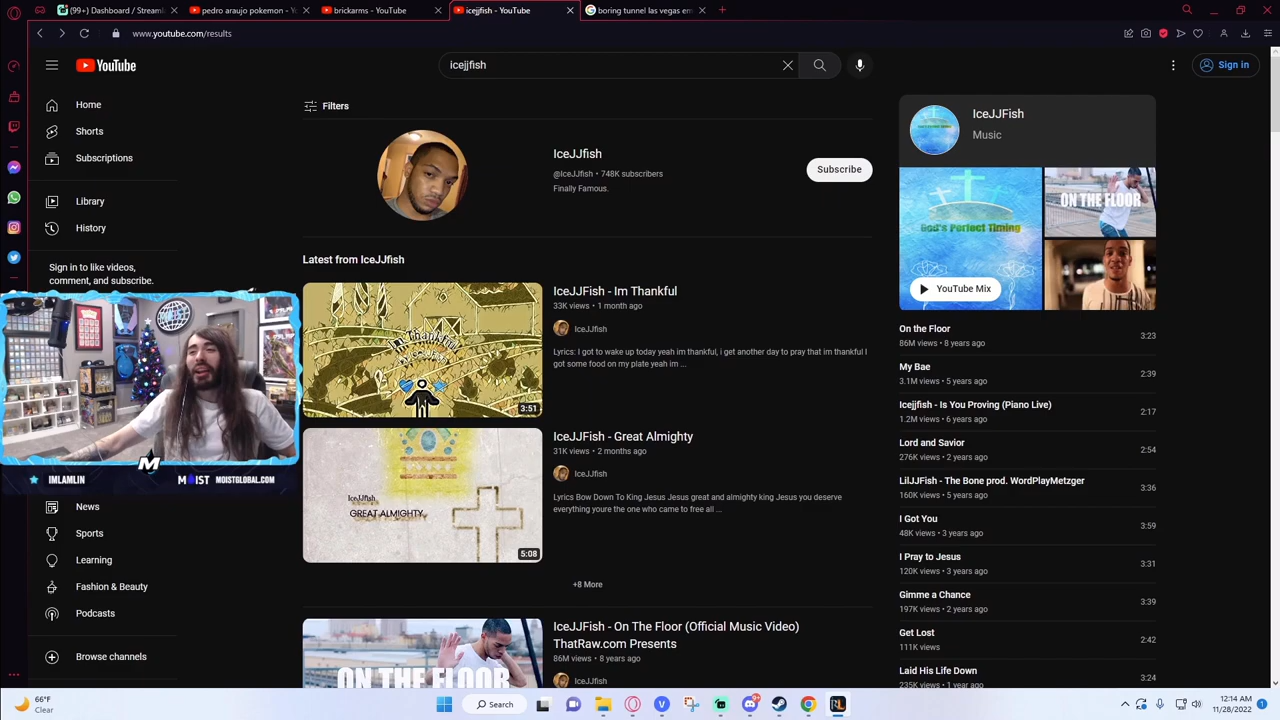 (99+) Dashboard / Streaml
pedro araujo pokemon - Y
brickarms - YouTube
icejjfish - YouTube
boring tunnel las vegas em
www.youtube.com/results
YouTube
icejjfish
Sign in
Home
Shorts
Subscriptions
Library
History
Sign in to like videos,
comment, and subscribe.
IMLAMLIN
M
MOIST
MOISTGLOBAL.COM
News
Sports
Learning
Fashion & Beauty
Podcasts
Browse channels
Filters
IceJJfish
@IceJJfish • 748K subscribers
Finally Famous.
Subscribe
Latest from IceJJfish
IceJJFish - Im Thankful
33K views • 1 month ago
IceJJfish
Lyrics: I got to wake up today yeah im thankful, i get another day to pray that im thankful I
got some food on my plate yeah im ...
Im Thankful
3:51
IceJJFish - Great Almighty
31K views • 2 months ago
IceJJfish
Lyrics Bow Down To King Jesus Jesus great and almighty king Jesus you deserve
everything youre the one who came to free all ...
IceJJfish
GREAT ALMIGHTY
5:08
+8 More
IceJJFish - On The Floor (Official Music Video)
ThatRaw.com Presents
86M views • 8 years ago
IceJJfish
ON THE FLOOR
IceJJFish
Music
God's Perfect Timing
ON THE FLOOR
YouTube Mix
On the Floor
86M views • 8 years ago
3:23
My Bae
3.1M views • 5 years ago
2:39
Icejjfish - Is You Proving (Piano Live)
1.2M views • 6 years ago
2:17
Lord and Savior
276K views • 2 years ago
2:54
LilJJFish - The Bone prod. WordPlayMetzger
160K views • 5 years ago
3:36
I Got You
48K views • 3 years ago
3:59
I Pray to Jesus
120K views • 3 years ago
3:31
Gimme a Chance
197K views • 2 years ago
3:39
Get Lost
111K views
2:42
Laid His Life Down
235K views • 1 year ago
3:24
66°F
Clear
Search
12:14 AM
11/28/2022